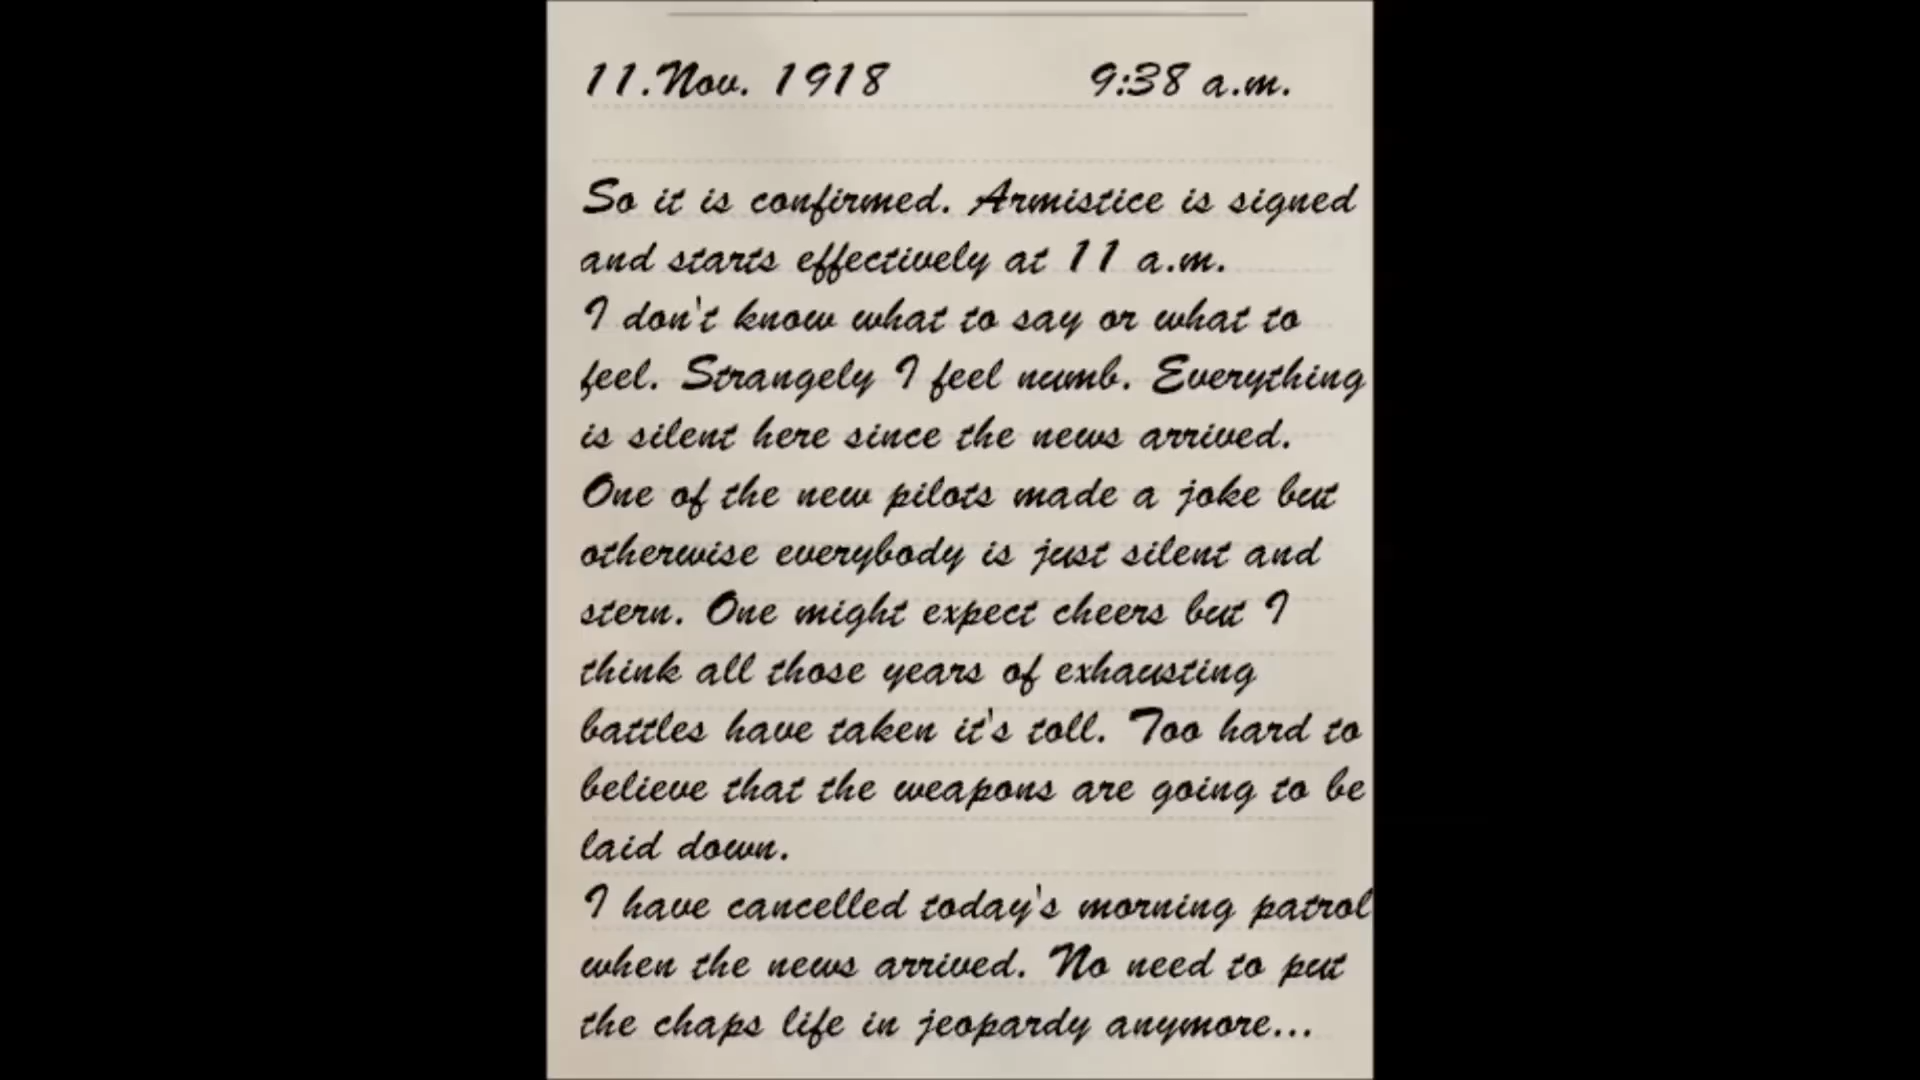 11.Nov. 1918 9:38 a.m.
So it is confirmed. Armistice is signed
and starts effectively at 11 a.m.
I don't know what to say or what to
feel. Strangely I feel numb. Everything
is silent here since the news arrived.
One of the new pilots made a joke but
otherwise everybody is just silent and
stern. One might expect cheers but I
think all those years of exhausting
battles have taken it's toll. Too hard to
believe that the weapons are going to be
laid down.
I have cancelled today's morning patrol
when the news arrived. No need to put
the chaps life in jeopardy anymore...